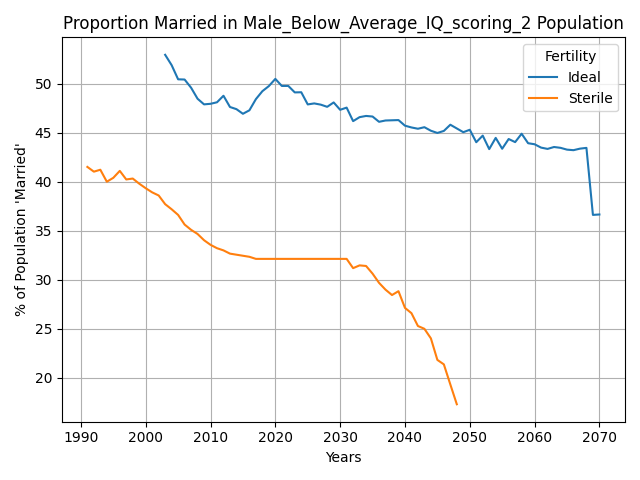 Proportion Married in Male_Below_Average_IQ_scoring_2 Population
% of Population 'Married'
50
45
40
35
30
25
20
Fertility
Ideal
Sterile
1990 2000 2010 2020 2030 2040 2050 2060 2070
Years